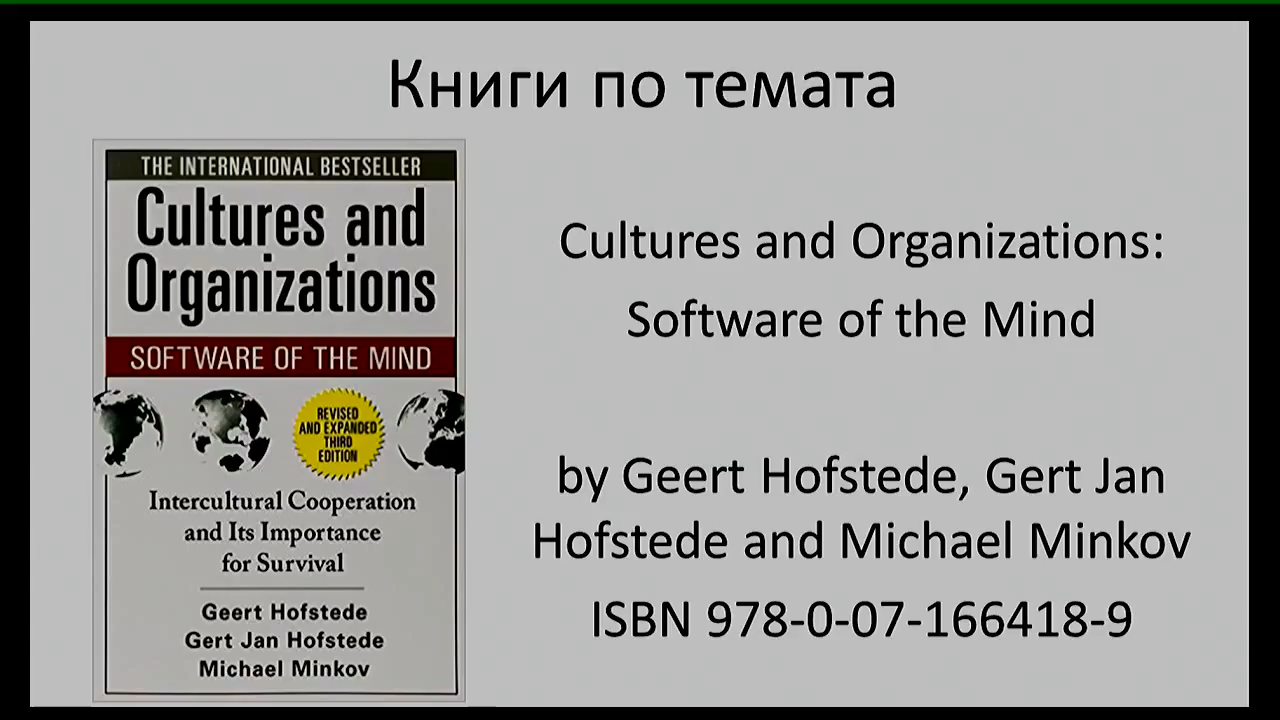 Книги по темата
THE INTERNATIONAL BESTSELLER
Cultures and
Organizations
SOFTWARE OF THE MIND
REVISED
AND EXPANDED
THIRD
EDITION
Intercultural Cooperation
and Its Importance
for Survival
Geert Hofstede
Gert Jan Hofstede
Michael Minkov
Cultures and Organizations:
Software of the Mind
by Geert Hofstede, Gert Jan
Hofstede and Michael Minkov
ISBN 978-0-07-166418-9